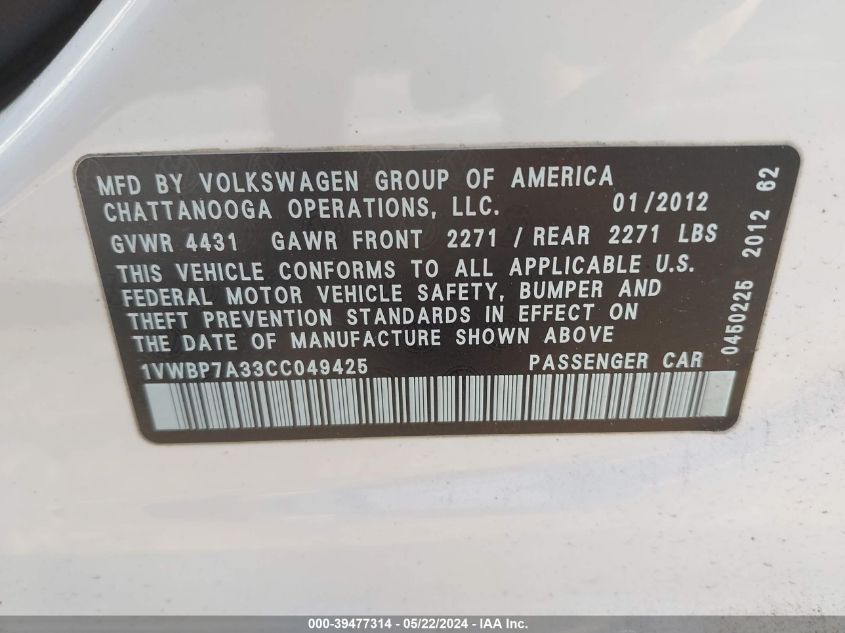 MFD BY VOLKSWAGEN GROUP OF AMERICA
CHATTANOOGA OPERATIONS, LLC. 01/2012
GVWR 4431 GAWR FRONT 2271 / REAR 2271 LBS
THIS VEHICLE CONFORMS TO ALL APPLICABLE U.S.
FEDERAL MOTOR VEHICLE SAFETY, BUMPER AND
THEFT PREVENTION STANDARDS IN EFFECT ON
THE DATE OF MANUFACTURE SHOWN ABOVE
1VWBP7A33CC049425 PASSENGER CAR
0450225 2012 62
000-39477314 - 05/22/2024 - IAA Inc.